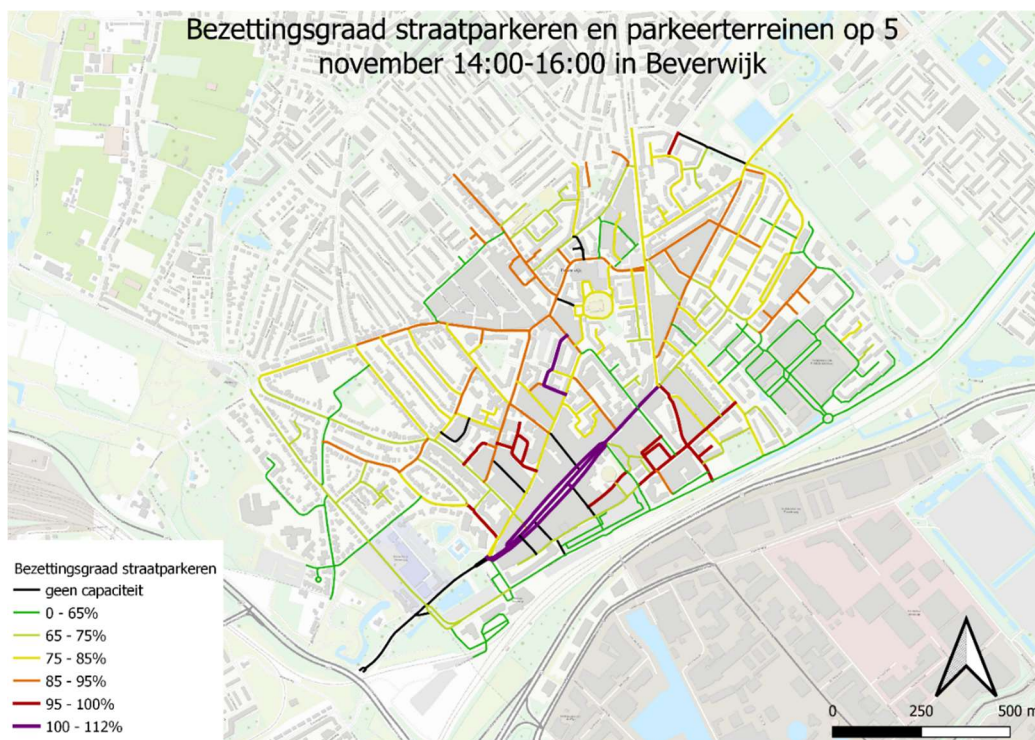 Bezettingsgraad straatparkeren en parkeerterreinen op 5
november 14:00-16:00 in Beverwijk
Bezettingsgraad straatparkeren
geen capaciteit
0 - 65%
65 - 75%
75 - 85%
85 - 95%
95 - 100%
100 - 112%
0 250 500 m